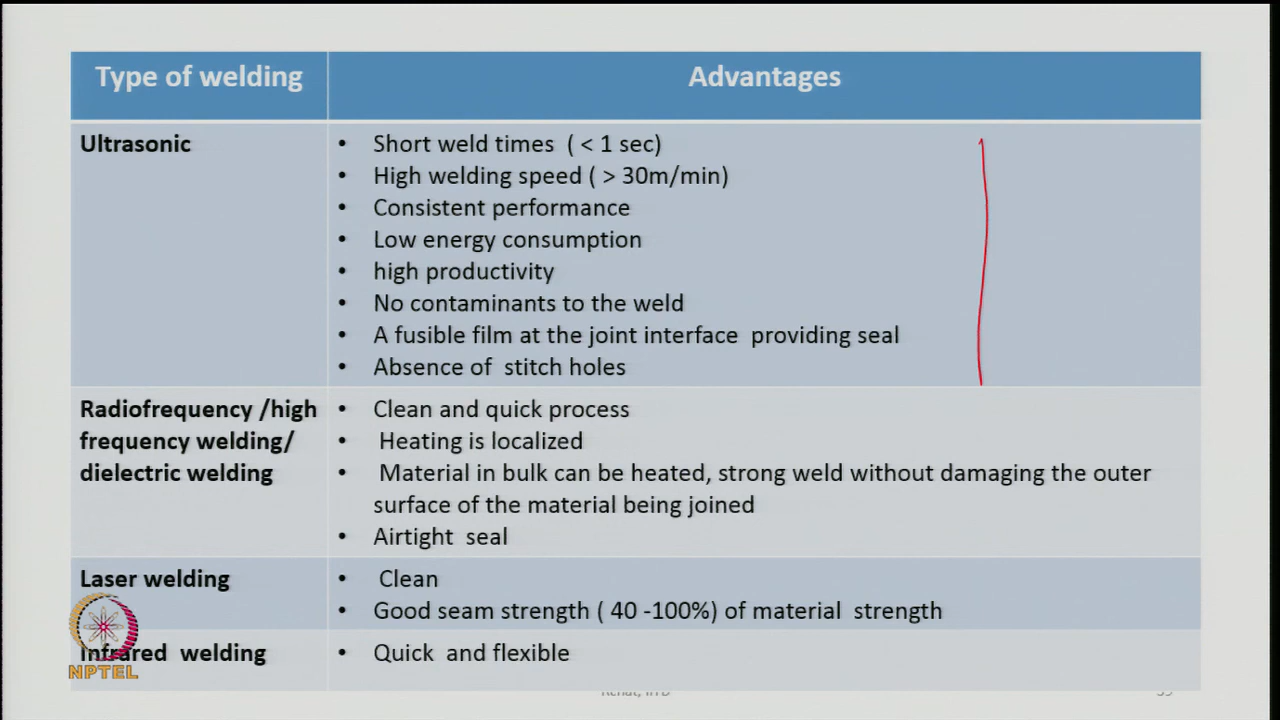 Type of welding Advantages
Ultrasonic
• Short weld times ( < 1 sec)
• High welding speed ( > 30m/min)
• Consistent performance
• Low energy consumption
• high productivity
• No contaminants to the weld
• A fusible film at the joint interface providing seal
• Absence of stitch holes
Radiofrequency /high
frequency welding/
dielectric welding
• Clean and quick process
• Heating is localized
• Material in bulk can be heated, strong weld without damaging the outer
surface of the material being joined
• Airtight seal
Laser welding
• Clean
• Good seam strength ( 40 -100%) of material strength
Infrared welding
• Quick and flexible
NPTEL